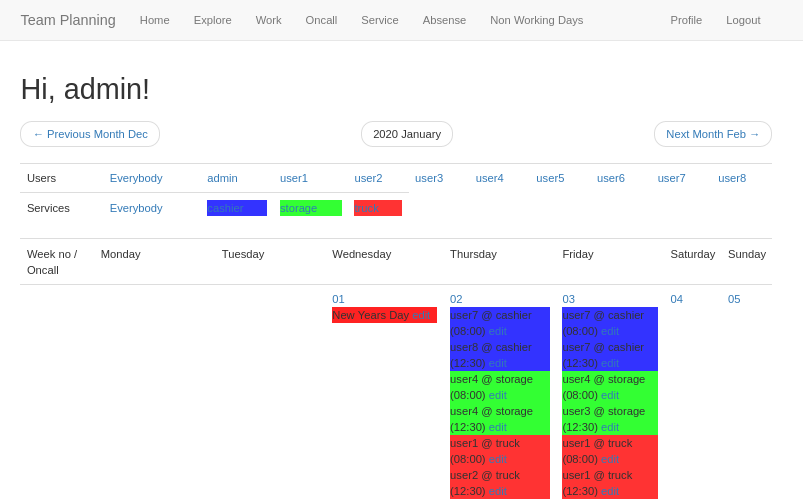 Team Planning Home Explore Work Oncall Service Absense Non Working Days Profile Logout
Hi, admin!
← Previous Month Dec 2020 January Next Month Feb →
Users Everybody admin user1 user2 user3 user4 user5 user6 user7 user8
Services Everybody cashier storage truck
Week no / Oncall Monday Tuesday Wednesday Thursday Friday Saturday Sunday
01
New Years Day edit
02
user7 @ cashier
(08:00) edit
user8 @ cashier
(12:30) edit
user4 @ storage
(08:00) edit
user4 @ storage
(12:30) edit
user1 @ truck
(08:00) edit
user2 @ truck
(12:30) edit
03
user7 @ cashier
(08:00) edit
user7 @ cashier
(12:30) edit
user4 @ storage
(08:00) edit
user3 @ storage
(12:30) edit
user1 @ truck
(08:00) edit
user1 @ truck
(12:30) edit
04
05